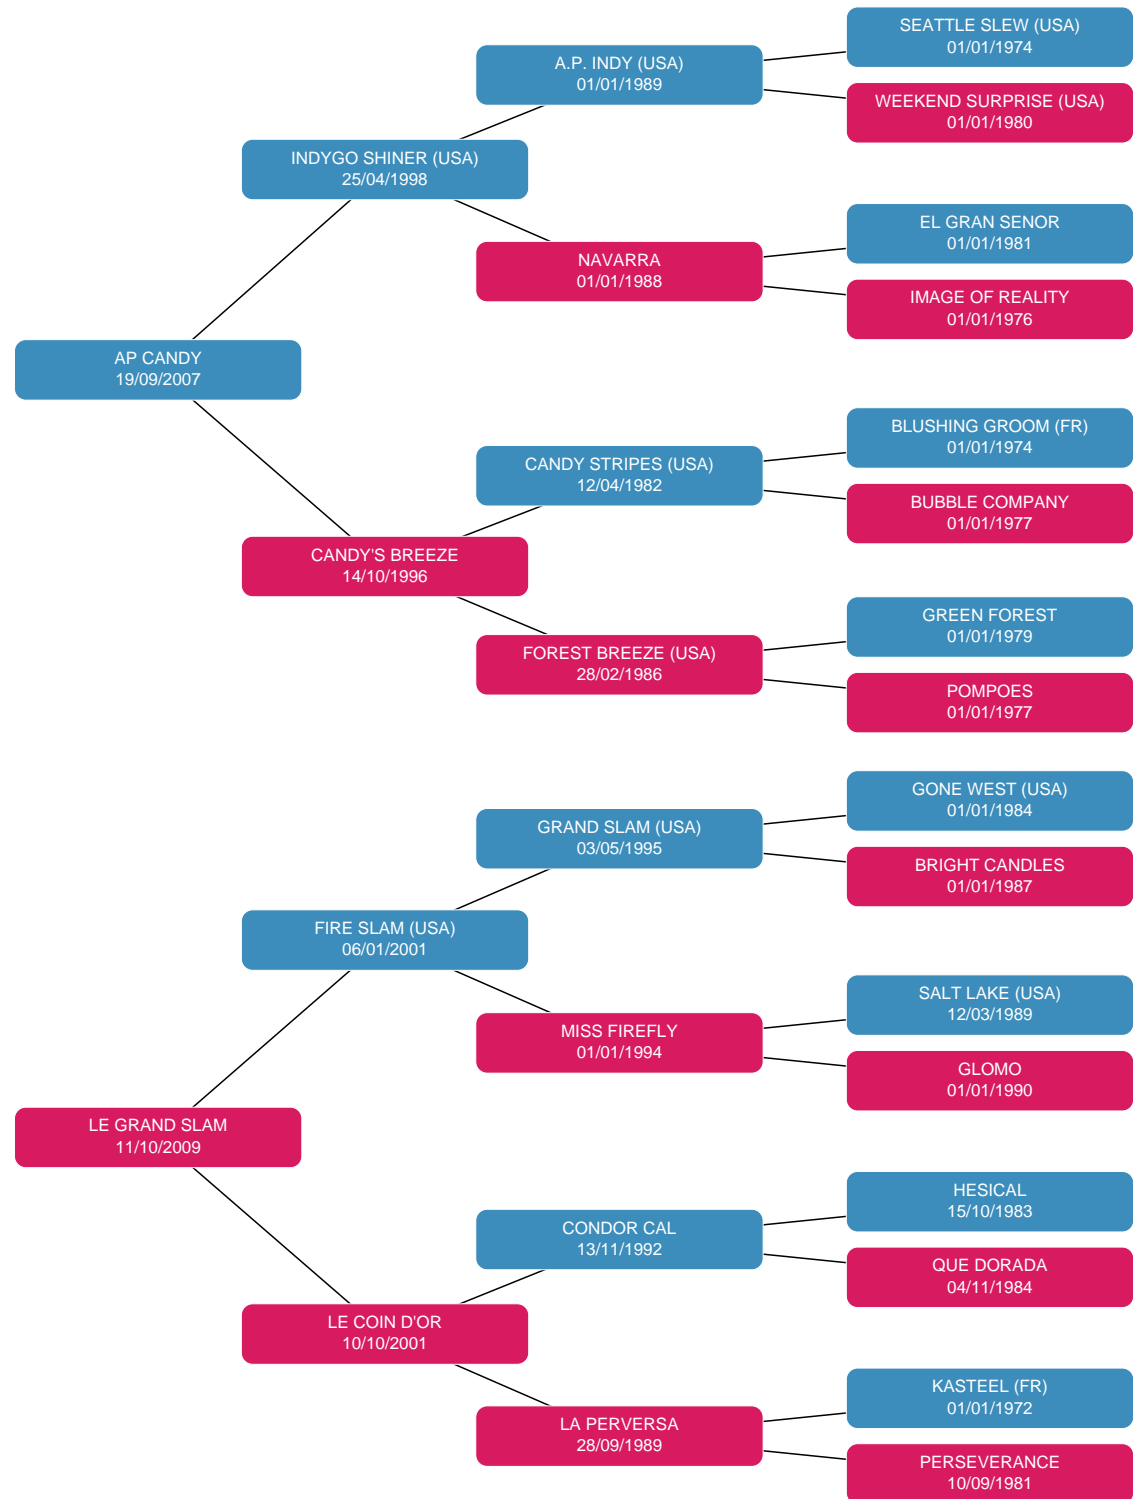 SEATTLE SLEW (USA)
01/01/1974
A.P. INDY (USA)
01/01/1989
WEEKEND SURPRISE (USA)
01/01/1980
INDYGO SHINER (USA)
25/04/1998
EL GRAN SENOR
01/01/1981
NAVARRA
01/01/1988
IMAGE OF REALITY
01/01/1976
AP CANDY
19/09/2007
BLUSHING GROOM (FR)
01/01/1974
CANDY STRIPES (USA)
12/04/1982
BUBBLE COMPANY
01/01/1977
CANDY'S BREEZE
14/10/1996
GREEN FOREST
01/01/1979
FOREST BREEZE (USA)
28/02/1986
POMPOES
01/01/1977
GONE WEST (USA)
01/01/1984
GRAND SLAM (USA)
03/05/1995
BRIGHT CANDLES
01/01/1987
FIRE SLAM (USA)
06/01/2001
SALT LAKE (USA)
12/03/1989
MISS FIREFLY
01/01/1994
GLOMO
01/01/1990
LE GRAND SLAM
11/10/2009
HESICAL
15/10/1983
CONDOR CAL
13/11/1992
QUE DORADA
04/11/1984
LE COIN D'OR
10/10/2001
KASTEEL (FR)
01/01/1972
LA PERVERSA
28/09/1989
PERSEVERANCE
10/09/1981